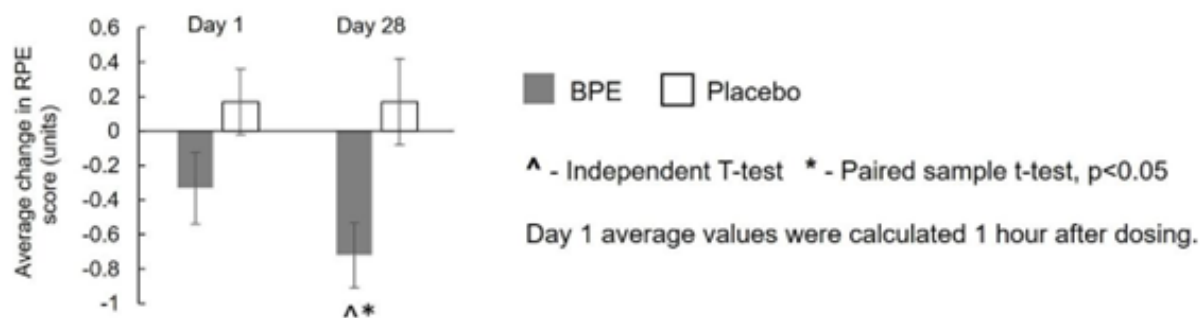 Average change in RPE
score (units)
0.6
0.4
0.2
0
-0.2
-0.4
-0.6
-0.8
-1
Day 1
Day 28
^*
BPE
Placebo
^ - Independent T-test * - Paired sample t-test, p<0.05
Day 1 average values were calculated 1 hour after dosing.